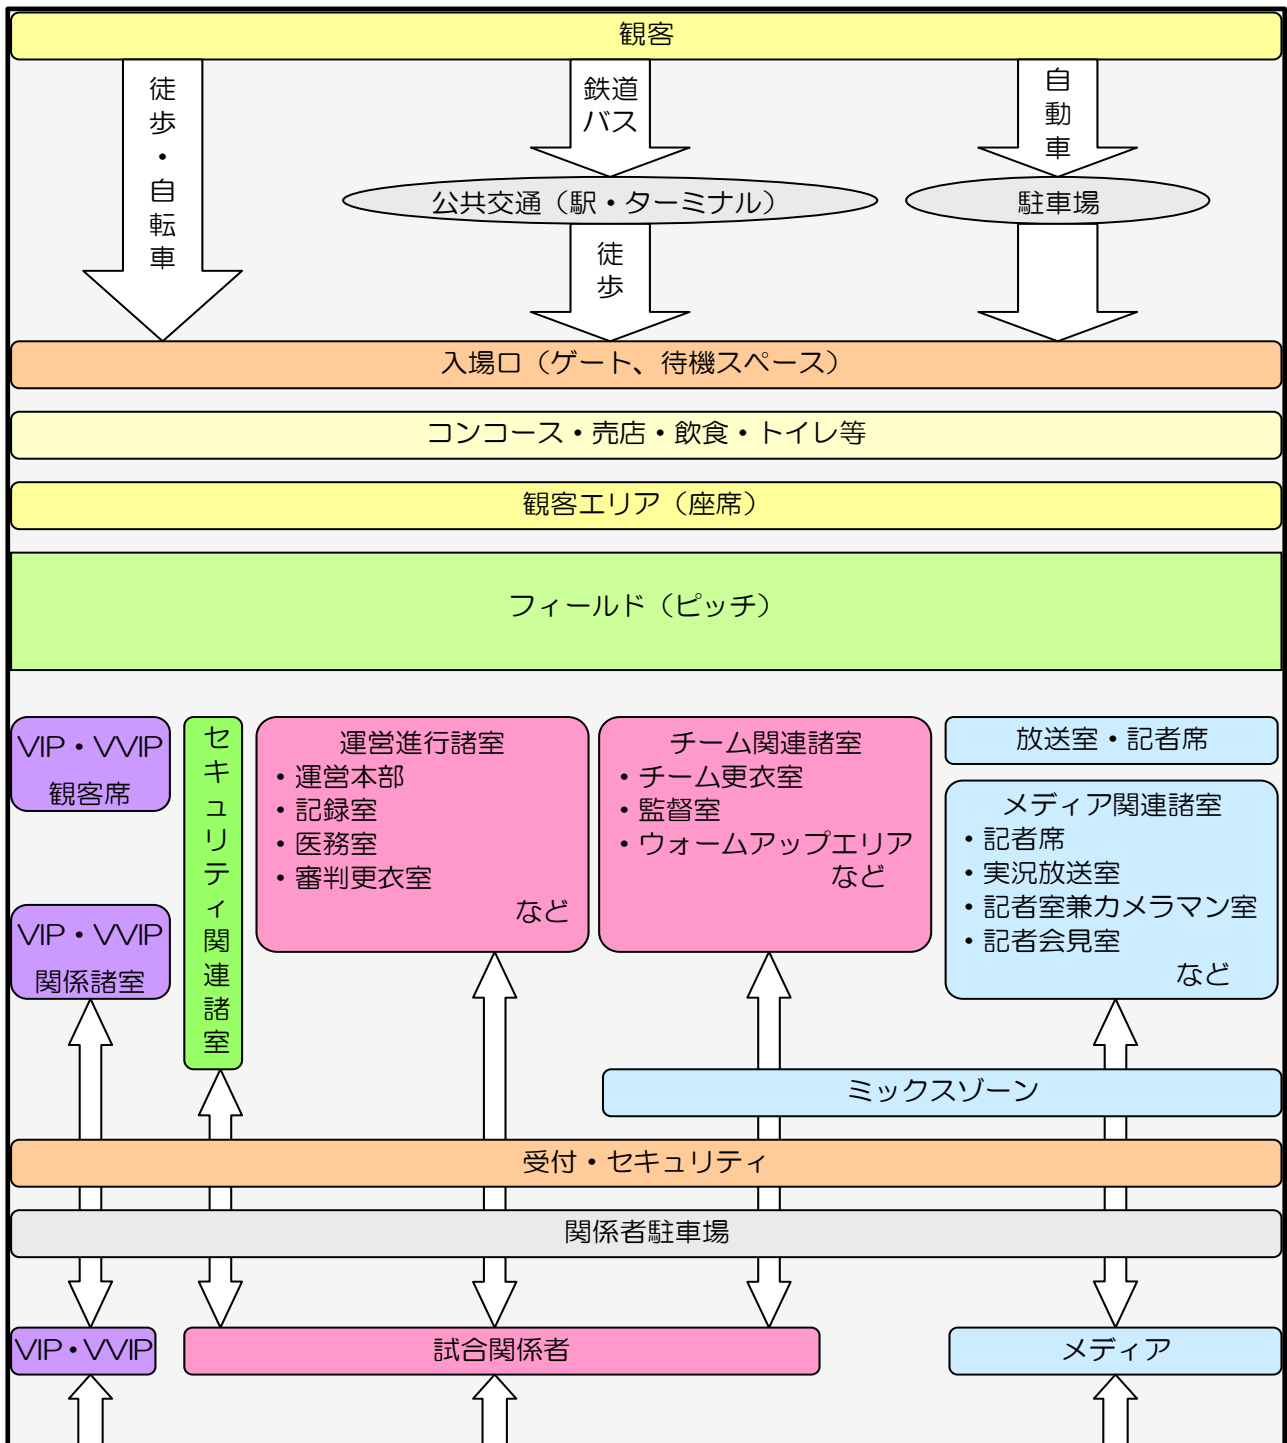 観客
徒歩・自転車
鉄道
バス
自動車
公共交通（駅・ターミナル）
駐車場
徒歩
入場口（ゲート、待機スペース）
コンコース・売店・飲食・トイレ等
観客エリア（座席）
フィールド（ピッチ）
VIP・VVIP
観客席
VIP・VVIP
関係諸室
セキュリティ関連諸室
運営進行諸室
・運営本部
・記録室
・医務室
・審判更衣室
など
チーム関連諸室
・チーム更衣室
・監督室
・ウォームアップエリア
など
放送室・記者席
メディア関連諸室
・記者席
・実況放送室
・記者室兼カメラマン室
・記者会見室
など
ミックスゾーン
受付・セキュリティ
関係者駐車場
VIP・VVIP
試合関係者
メディア